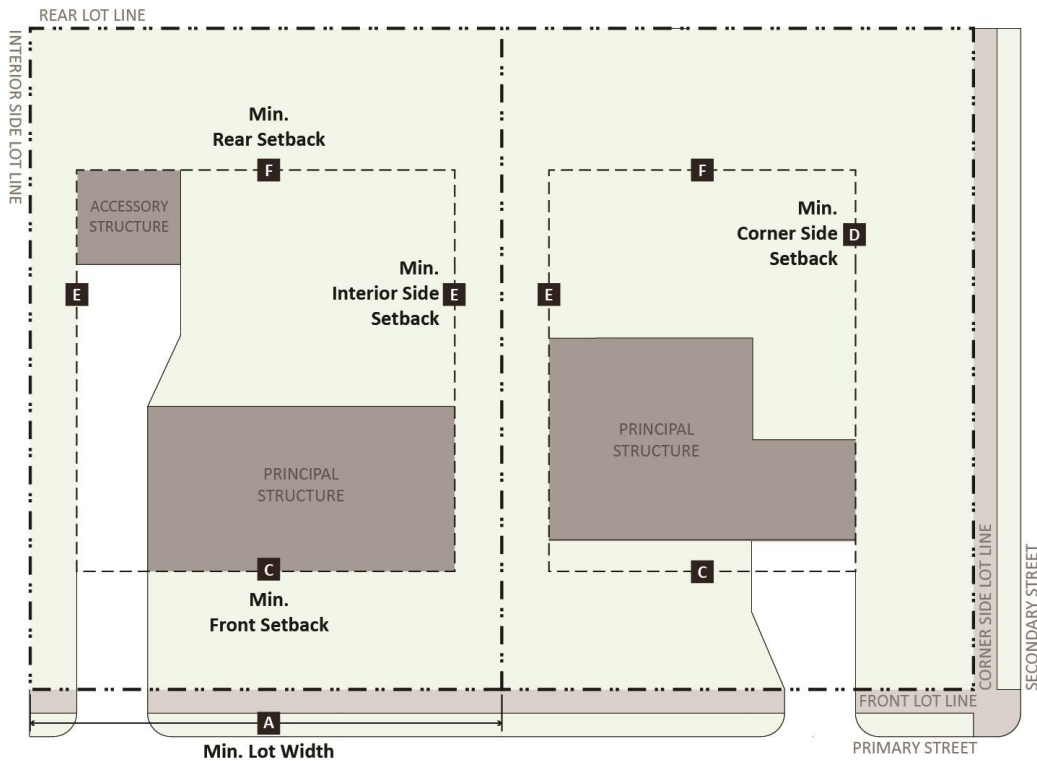 REAR LOT LINE
INTERIOR SIDE LOT LINE
Min.
Rear Setback
F
F
ACCESSORY
STRUCTURE
Min.
Corner Side
Setback
D
E
Min.
Interior Side
Setback
E
E
PRINCIPAL
STRUCTURE
PRINCIPAL
STRUCTURE
C
Min.
Front Setback
C
CORNER SIDE LOT LINE
SECONDARY STREET
FRONT LOT LINE
A
Min. Lot Width
PRIMARY STREET